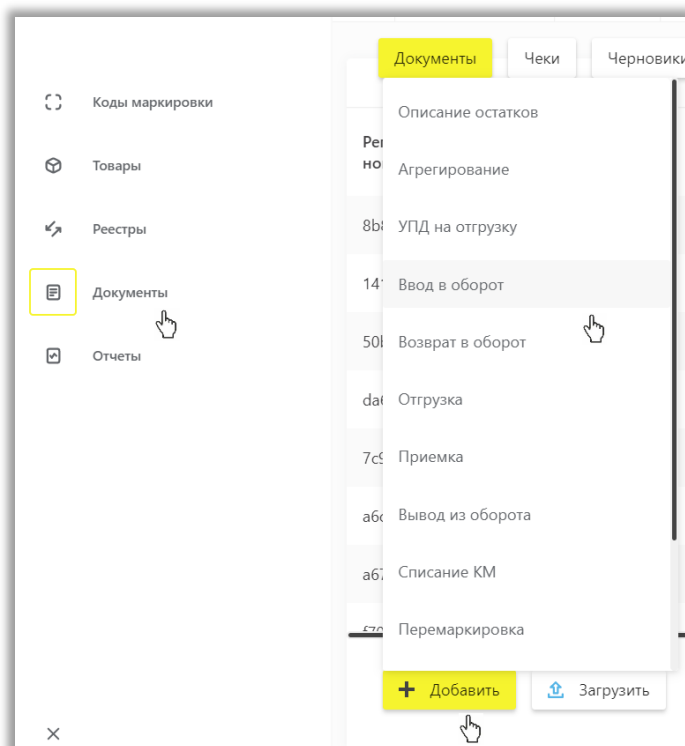 Документы Чеки Черновики
Коды маркировки
Товары
Реестры
Документы
Отчеты
Описание остатков
Агрегирование
УПД на отгрузку
Ввод в оборот
Возврат в оборот
Отгрузка
Приемка
Вывод из оборота
Списание КМ
Перемаркировка
Добавить Загрузить